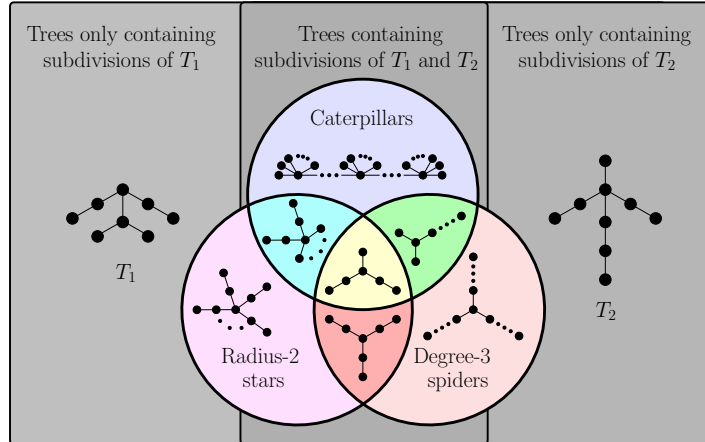 Trees only containing
subdivisions of T₁
Trees containing
subdivisions of T₁ and T₂
Trees only containing
subdivisions of T₂
Caterpillars
T₁
T₂
Radius-2
stars
Degree-3
spiders